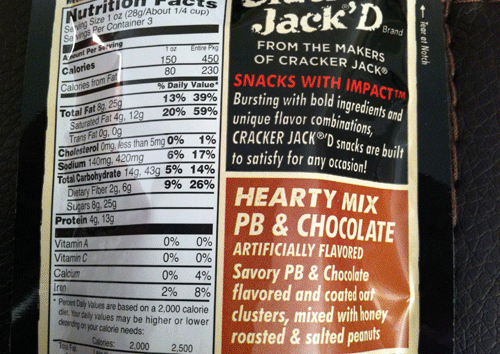 Nutrition Facts
Serving Size 1 oz (28g/About 1/4 cup)
Servings Per Container 3
Amount Per Serving
1 oz Entire Pkg
Calories 150 450
Calories from Fat 80 230
% Daily Value*
Total Fat 8g, 25g 13% 39%
Saturated Fat 4g, 12g 20% 59%
Trans Fat 0g, 0g
Cholesterol 0mg, less than 5mg 0% 1%
Sodium 140mg, 420mg 6% 17%
Total Carbohydrate 14g, 43g 5% 14%
Dietary Fiber 2g, 6g 9% 26%
Sugars 8g, 25g
Protein 4g, 13g
Vitamin A 0% 0%
Vitamin C 0% 0%
Calcium 0% 4%
Iron 2% 8%
* Percent Daily Values are based on a 2,000 calorie
diet. Your daily values may be higher or lower
depending on your calorie needs:
Calories: 2,000 2,500
Total Fat
Jack'D Brand
FROM THE MAKERS
OF CRACKER JACK®
SNACKS WITH IMPACT™
Bursting with bold ingredients and
unique flavor combinations,
CRACKER JACK®'D snacks are built
to satisfy for any occasion!
HEARTY MIX
PB & CHOCOLATE
ARTIFICIALLY FLAVORED
Savory PB & Chocolate
flavored and coated oat
clusters, mixed with honey
roasted & salted peanuts
Tear at Notch